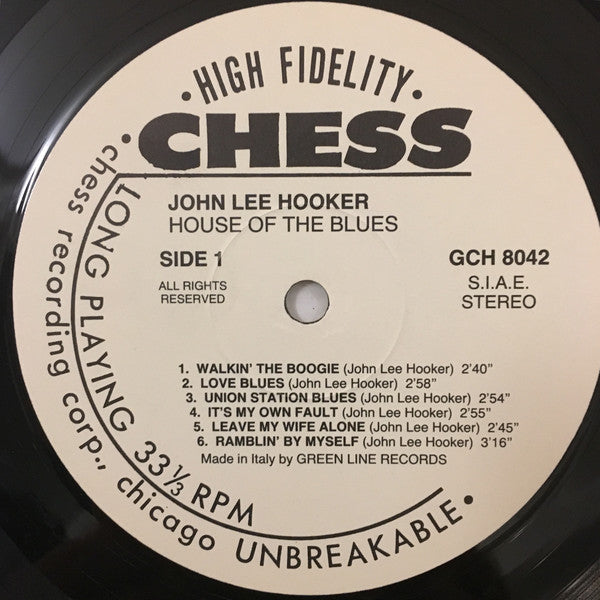 • HIGH FIDELITY •
CHESS
JOHN LEE HOOKER
HOUSE OF THE BLUES
SIDE 1
ALL RIGHTS
RESERVED
GCH 8042
S.I.A.E.
STEREO
1. WALKIN' THE BOOGIE (John Lee Hooker) 2'40"
2. LOVE BLUES (John Lee Hooker) 2'58"
3. UNION STATION BLUES (John Lee Hooker) 2'54"
4. IT'S MY OWN FAULT (John Lee Hooker) 2'55"
5. LEAVE MY WIFE ALONE (John Lee Hooker) 2'45"
6. RAMBLIN' BY MYSELF (John Lee Hooker) 3'16"
Made in Italy by GREEN LINE RECORDS
LONG PLAYING 33 1/3 RPM
• chess recording corp., chicago UNBREAKABLE •